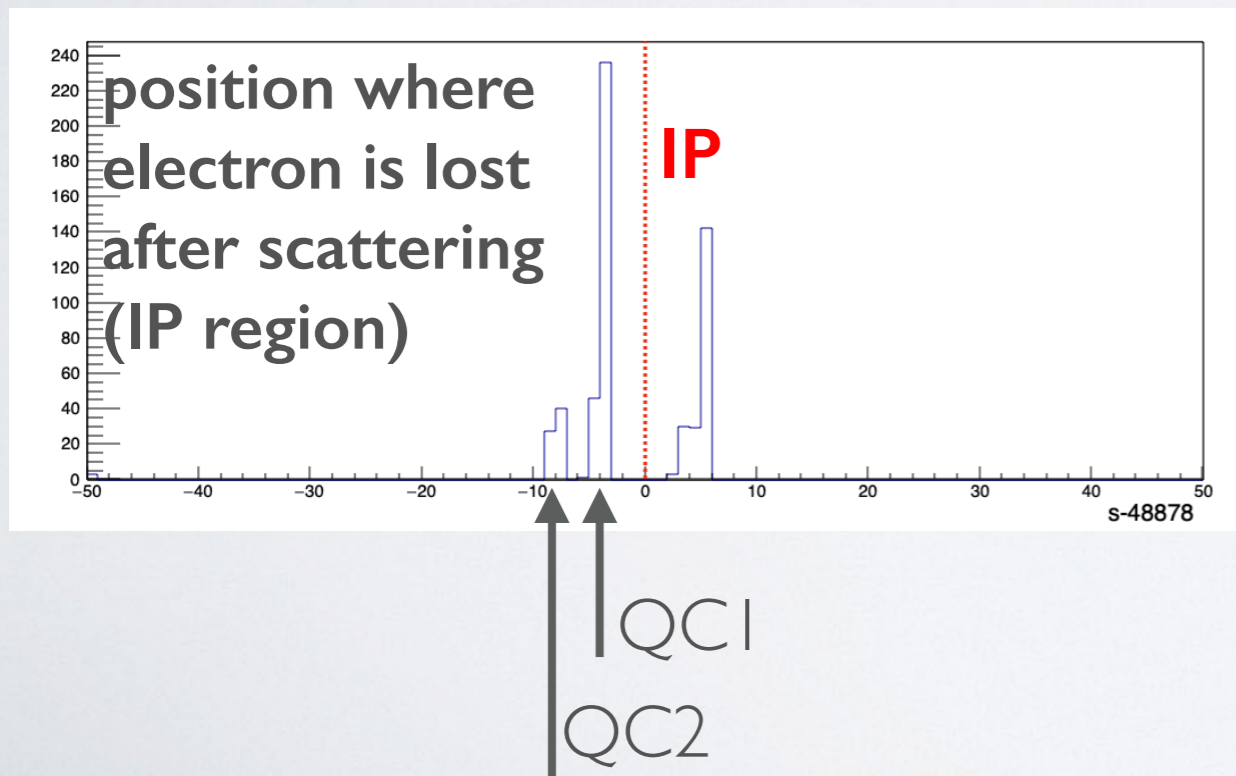 240
220
200
180
160
140
120
100
80
60
40
20
0
position where
electron is lost
after scattering
(IP region)
IP
−50 −40 −30 −20 −10 0 10 20 30 40 50
s-48878
QC1
QC2